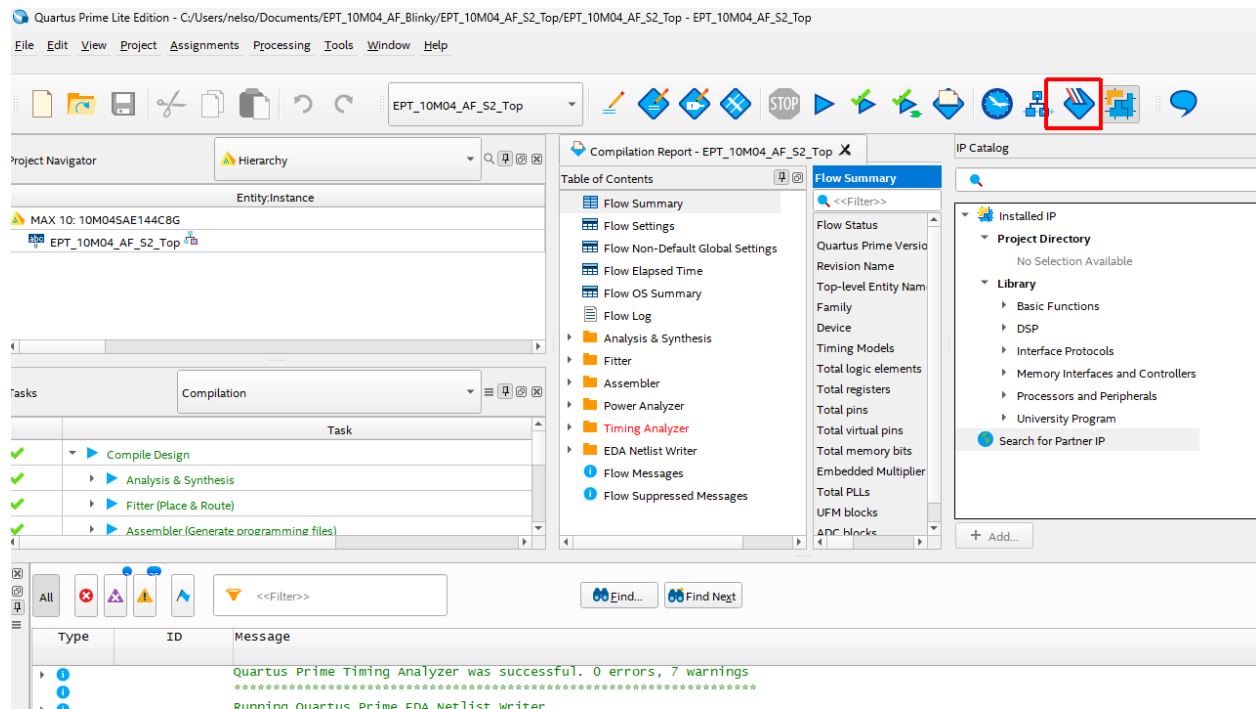 Quartus Prime Lite Edition - C:/Users/nelso/Documents/EPT_10M04_AF_Blinky/EPT_10M04_AF_S2_Top/EPT_10M04_AF_S2_Top - EPT_10M04_AF_S2_Top
File Edit View Project Assignments Processing Tools Window Help
EPT_10M04_AF_S2_Top
STOP
Project Navigator
Hierarchy
Entity:Instance
MAX 10: 10M04SAE144C8G
abc EPT_10M04_AF_S2_Top
Tasks
Compilation
Task
Compile Design
Analysis & Synthesis
Fitter (Place & Route)
Assembler (Generate programming files)
Compilation Report - EPT_10M04_AF_S2_Top
Table of Contents
Flow Summary
Flow Settings
Flow Non-Default Global Settings
Flow Elapsed Time
Flow OS Summary
Flow Log
Analysis & Synthesis
Fitter
Assembler
Power Analyzer
Timing Analyzer
EDA Netlist Writer
Flow Messages
Flow Suppressed Messages
Flow Summary
<<Filter>>
Flow Status
Quartus Prime Versio
Revision Name
Top-level Entity Nam
Family
Device
Timing Models
Total logic elements
Total registers
Total pins
Total virtual pins
Total memory bits
Embedded Multiplier
Total PLLs
UFM blocks
ADC blocks
IP Catalog
Installed IP
Project Directory
No Selection Available
Library
Basic Functions
DSP
Interface Protocols
Memory Interfaces and Controllers
Processors and Peripherals
University Program
Search for Partner IP
+ Add...
All
<<Filter>>
Find...
Find Next
Type ID Message
Quartus Prime Timing Analyzer was successful. 0 errors, 7 warnings
*******************************************************************
Running Quartus Prime EDA Netlist Writer